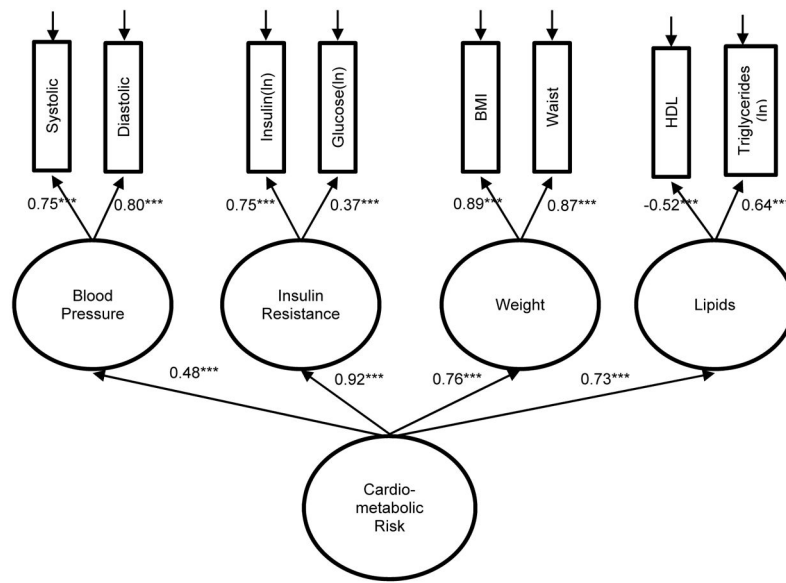 Systolic
Diastolic
Insulin(ln)
Glucose(ln)
BMI
Waist
HDL
Triglycerides
(ln)
0.75***
0.80***
0.75***
0.37***
0.89***
0.87***
-0.52***
0.64***
Blood
Pressure
Insulin
Resistance
Weight
Lipids
0.48***
0.92***
0.76***
0.73***
Cardio-
metabolic
Risk